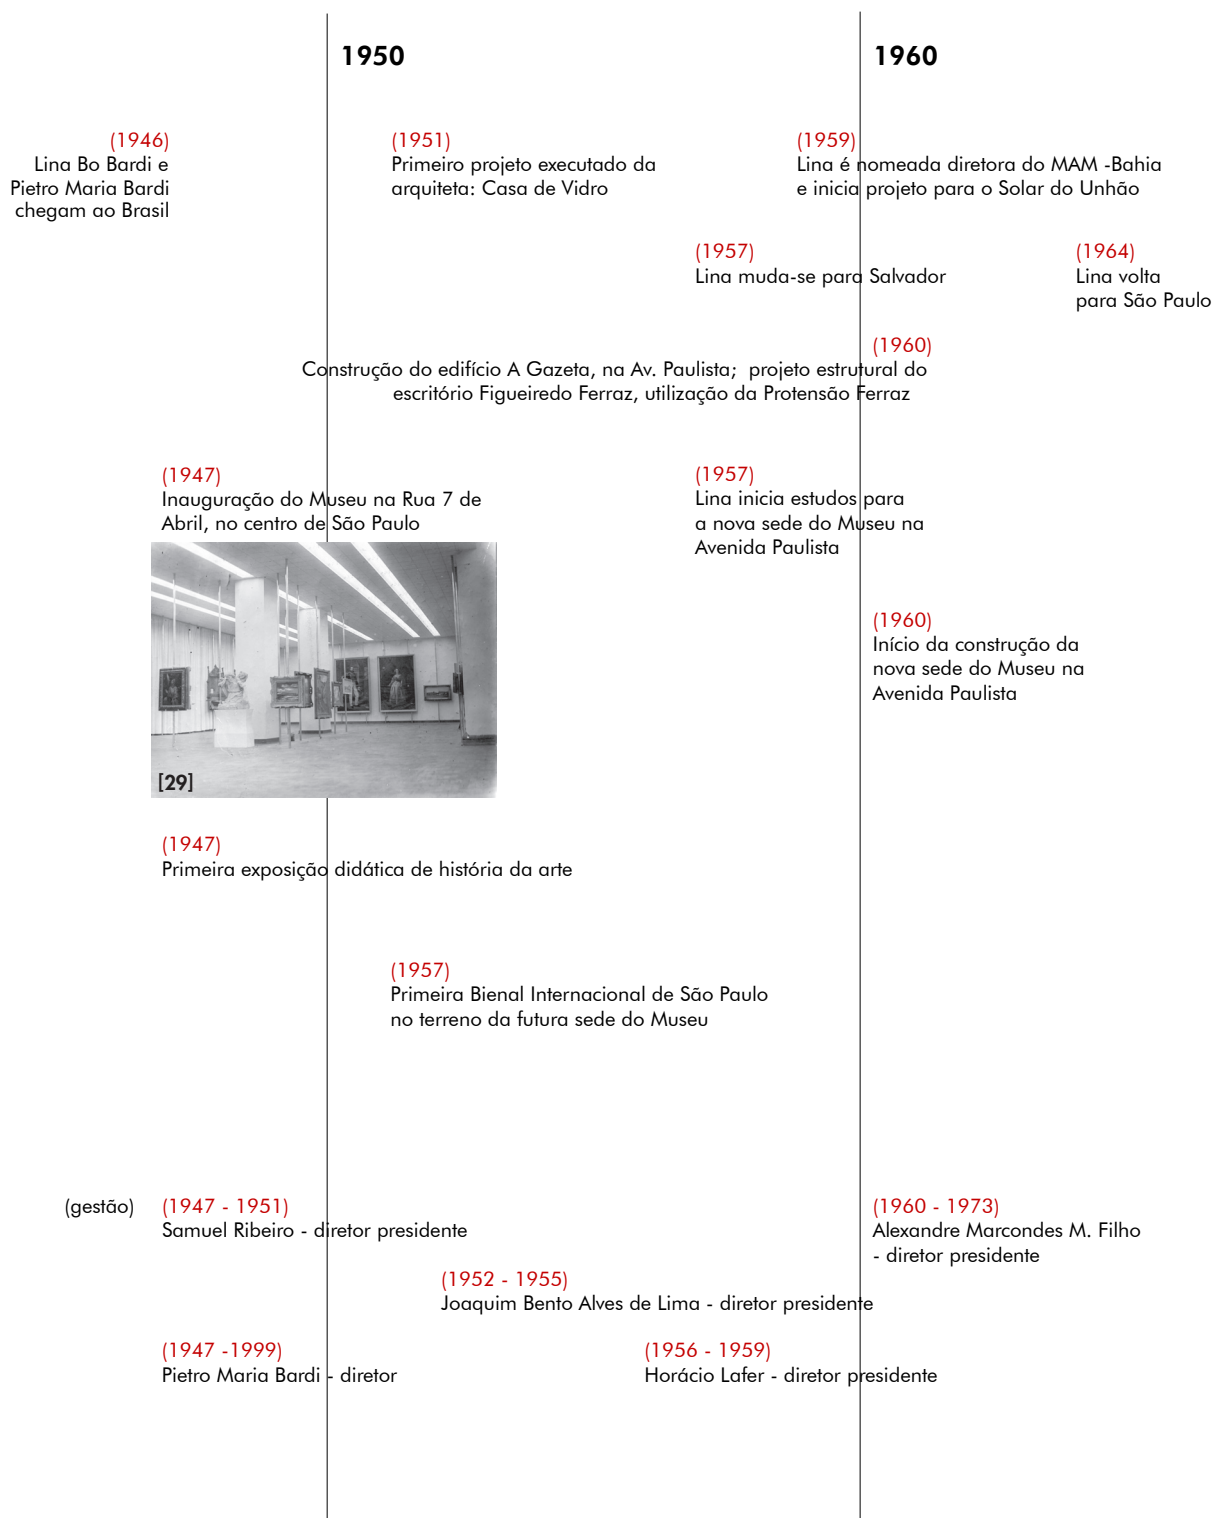 1950
1960
(1946)
Lina Bo Bardi e
Pietro Maria Bardi
chegam ao Brasil
(1951)
Primeiro projeto executado da
arquiteta: Casa de Vidro
(1959)
Lina é nomeada diretora do MAM -Bahia
e inicia projeto para o Solar do Unhão
(1957)
Lina muda-se para Salvador
(1964)
Lina volta
para São Paulo
(1960)
Construção do edifício A Gazeta, na Av. Paulista; projeto estrutural do
escritório Figueiredo Ferraz, utilização da Protensão Ferraz
(1947)
Inauguração do Museu na Rua 7 de
Abril, no centro de São Paulo
[29]
(1957)
Lina inicia estudos para
a nova sede do Museu na
Avenida Paulista
(1960)
Início da construção da
nova sede do Museu na
Avenida Paulista
(1947)
Primeira exposição didática de história da arte
(1957)
Primeira Bienal Internacional de São Paulo
no terreno da futura sede do Museu
(gestão)
(1947 - 1951)
Samuel Ribeiro - diretor presidente
(1960 - 1973)
Alexandre Marcondes M. Filho
- diretor presidente
(1952 - 1955)
Joaquim Bento Alves de Lima - diretor presidente
(1947 -1999)
Pietro Maria Bardi - diretor
(1956 - 1959)
Horácio Lafer - diretor presidente